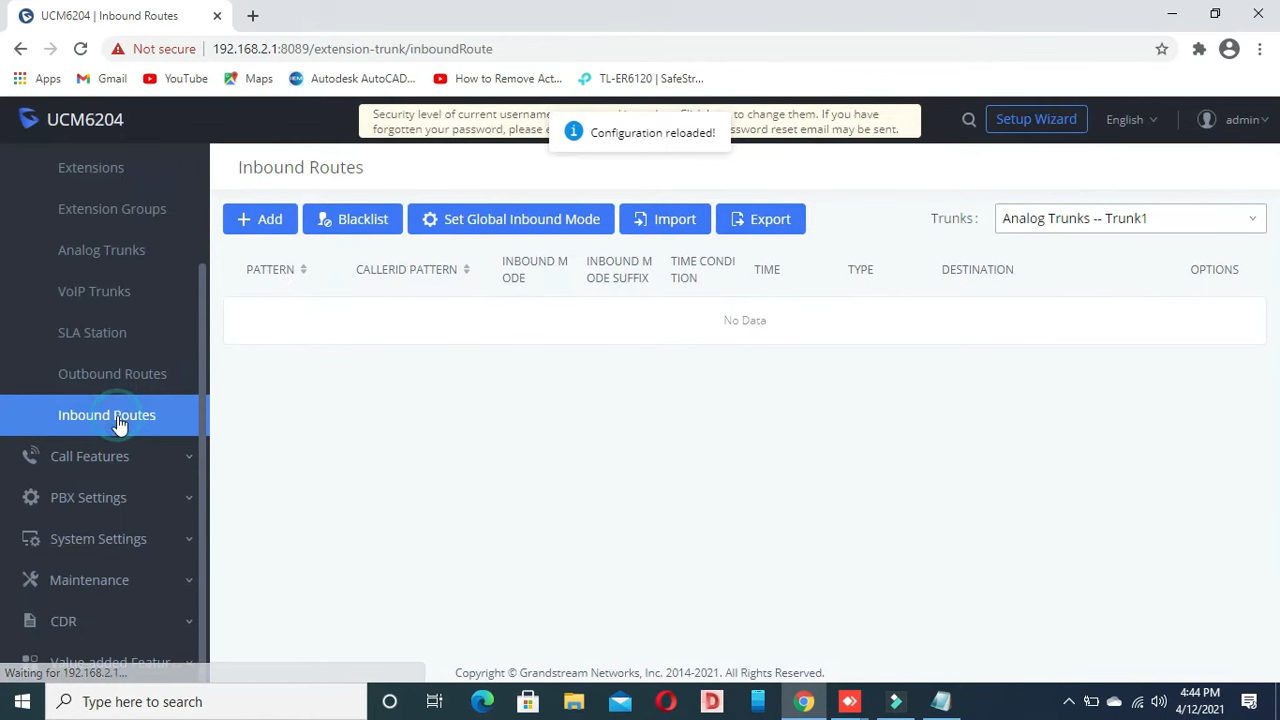 UCM6204 | Inbound Routes
Not secure 192.168.2.1:8089/extension-trunk/inboundRoute
Apps Gmail YouTube Maps Autodesk AutoCAD... How to Remove Act... TL-ER6120 | SafeStr...
UCM6204
Security level of current username
to change them. If you have
forgotten your password, please
ssword reset email may be sent.
Configuration reloaded!
Setup Wizard
English
admin
Extensions
Extension Groups
Analog Trunks
VoIP Trunks
SLA Station
Outbound Routes
Inbound Routes
Call Features
PBX Settings
System Settings
Maintenance
CDR
Value-added Featur
Waiting for 192.168.2.1...
Inbound Routes
Add Blacklist Set Global Inbound Mode Import Export
Trunks: Analog Trunks -- Trunk1
PATTERN CALLERID PATTERN INBOUND M
ODE INBOUND M
ODE SUFFIX TIME CONDI
TION TIME TYPE DESTINATION OPTIONS
No Data
Copyright © Grandstream Networks, Inc. 2014-2021. All Rights Reserved.
Type here to search
4:44 PM
4/12/2021